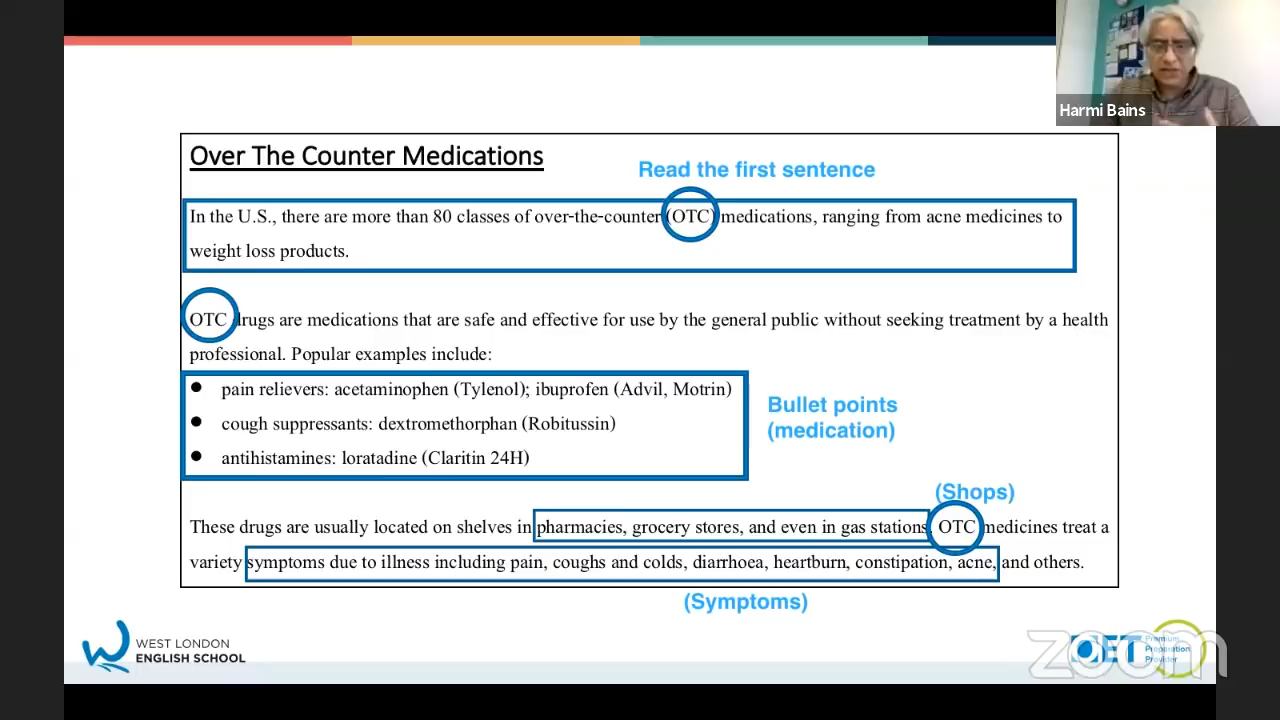 Harmi Bains
Over The Counter Medications
Read the first sentence
In the U.S., there are more than 80 classes of over-the-counter (OTC) medications, ranging from acne medicines to
weight loss products.
OTC drugs are medications that are safe and effective for use by the general public without seeking treatment by a health
professional. Popular examples include:
● pain relievers: acetaminophen (Tylenol); ibuprofen (Advil, Motrin)
● cough suppressants: dextromethorphan (Robitussin)
● antihistamines: loratadine (Claritin 24H)
Bullet points
(medication)
(Shops)
These drugs are usually located on shelves in pharmacies, grocery stores, and even in gas stations. OTC medicines treat a
variety symptoms due to illness including pain, coughs and colds, diarrhoea, heartburn, constipation, acne, and others.
(Symptoms)
WEST LONDON
ENGLISH SCHOOL
OET
Premium
Preparation
Provider
zoom